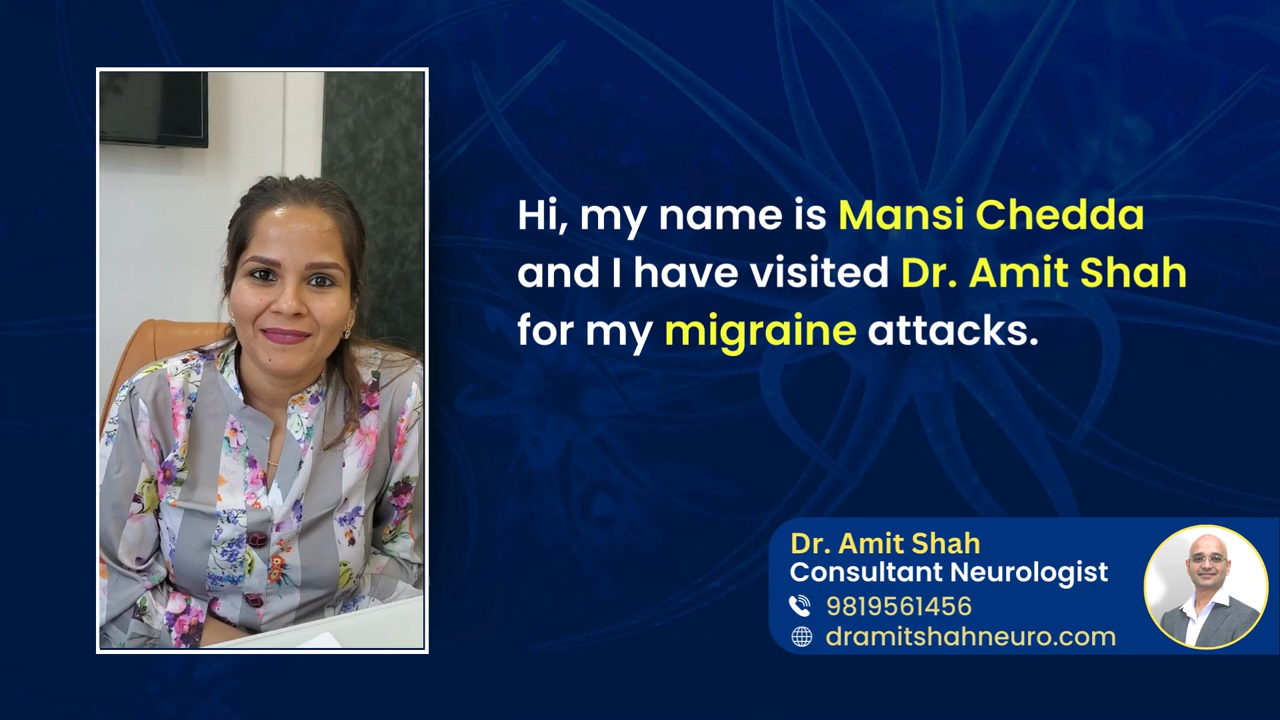 Hi, my name is Mansi Chedda
and I have visited Dr. Amit Shah
for my migraine attacks.
Dr. Amit Shah
Consultant Neurologist
9819561456
dramitshahneuro.com